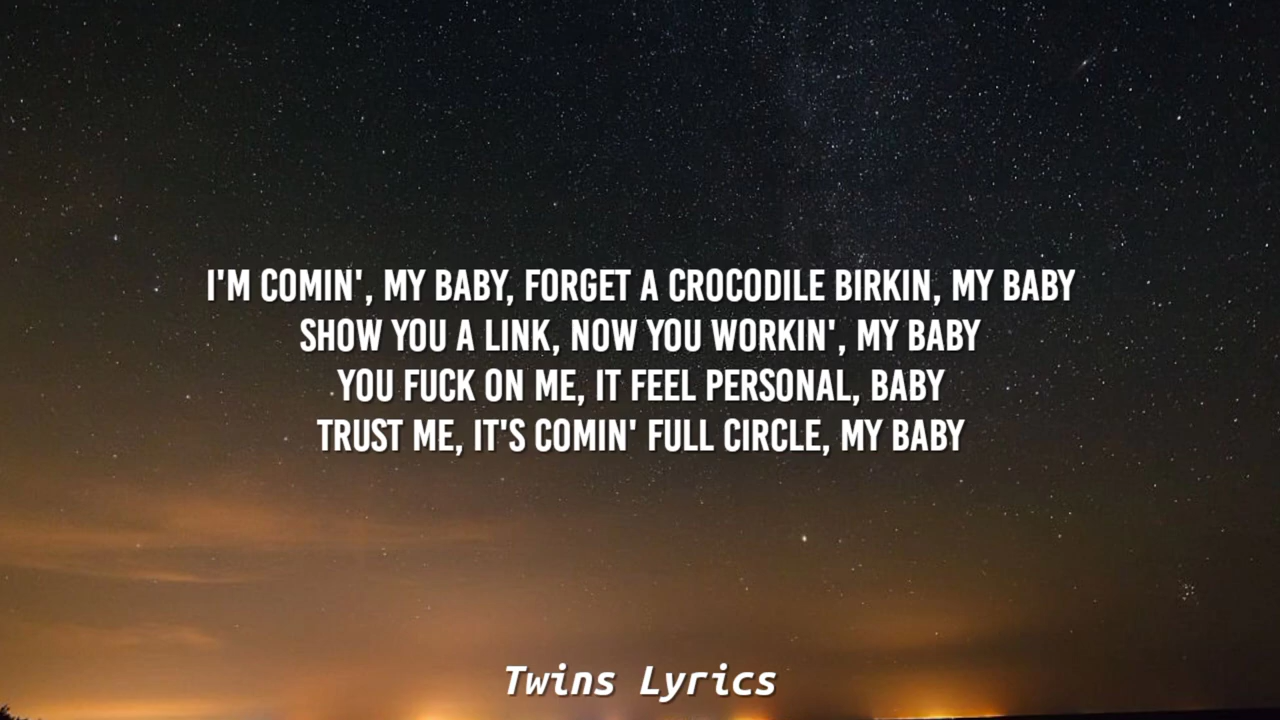 I'M COMIN', MY BABY, FORGET A CROCODILE BIRKIN, MY BABY
SHOW YOU A LINK, NOW YOU WORKIN', MY BABY
YOU FUCK ON ME, IT FEEL PERSONAL, BABY
TRUST ME, IT'S COMIN' FULL CIRCLE, MY BABY
Twins Lyrics